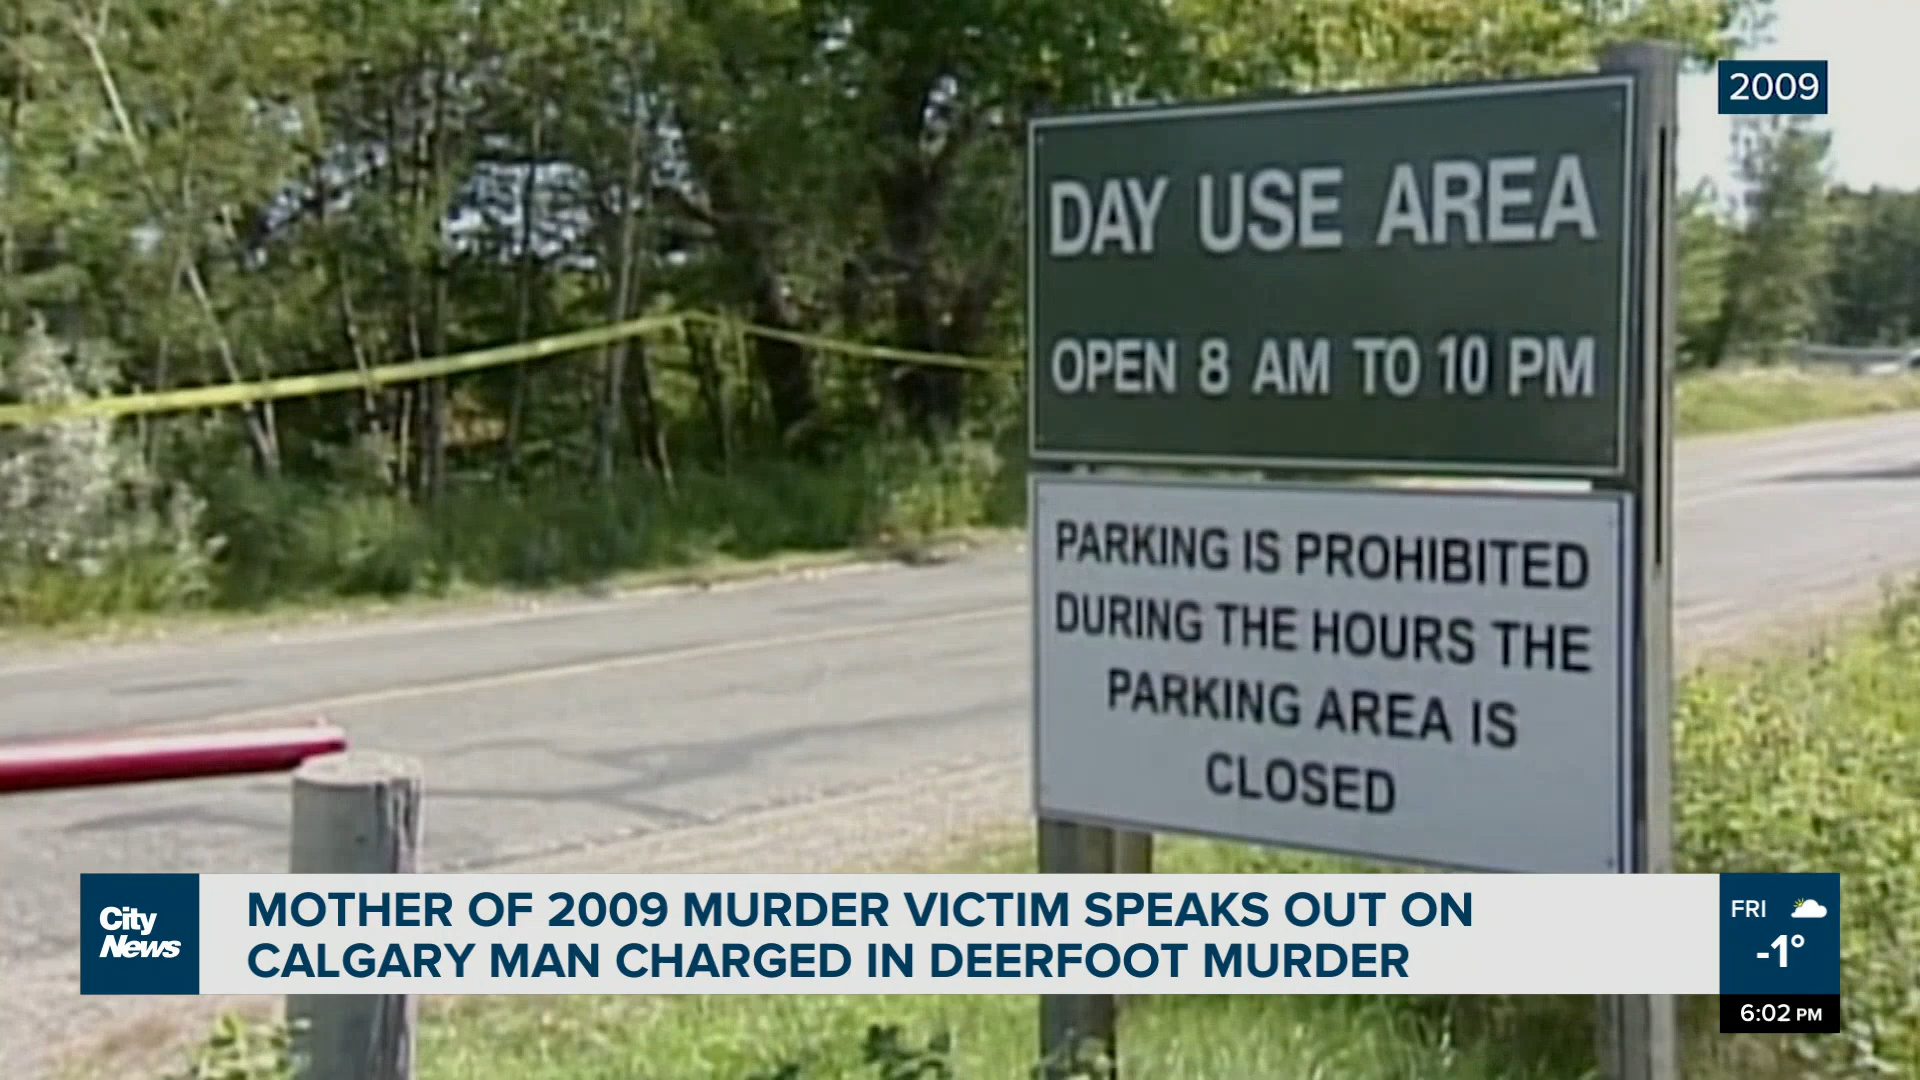 2009
DAY USE AREA
OPEN 8 AM TO 10 PM
PARKING IS PROHIBITED
DURING THE HOURS THE
PARKING AREA IS
CLOSED
City
News
MOTHER OF 2009 MURDER VICTIM SPEAKS OUT ON
CALGARY MAN CHARGED IN DEERFOOT MURDER
FRI
-1°
6:02 PM